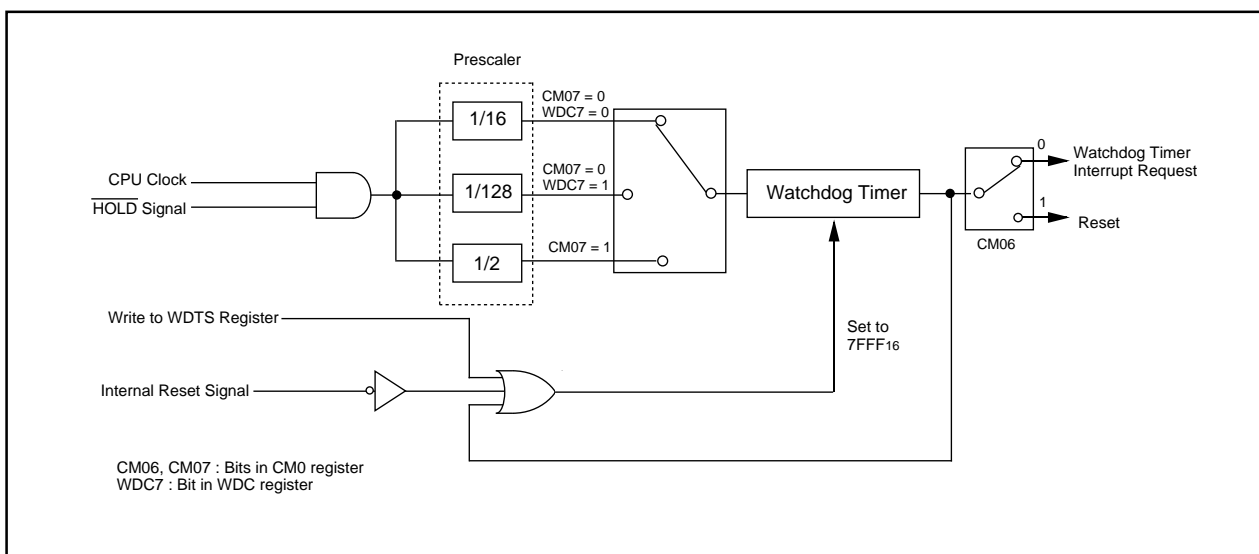 Prescaler
CPU Clock
HOLD Signal
1/16
1/128
1/2
CM07 = 0
WDC7 = 0
CM07 = 0
WDC7 = 1
CM07 = 1
Watchdog Timer
0
Watchdog Timer
Interrupt Request
1
Reset
CM06
Write to WDTS Register
Internal Reset Signal
Set to
7FFF16
CM06, CM07 : Bits in CM0 register
WDC7 : Bit in WDC register